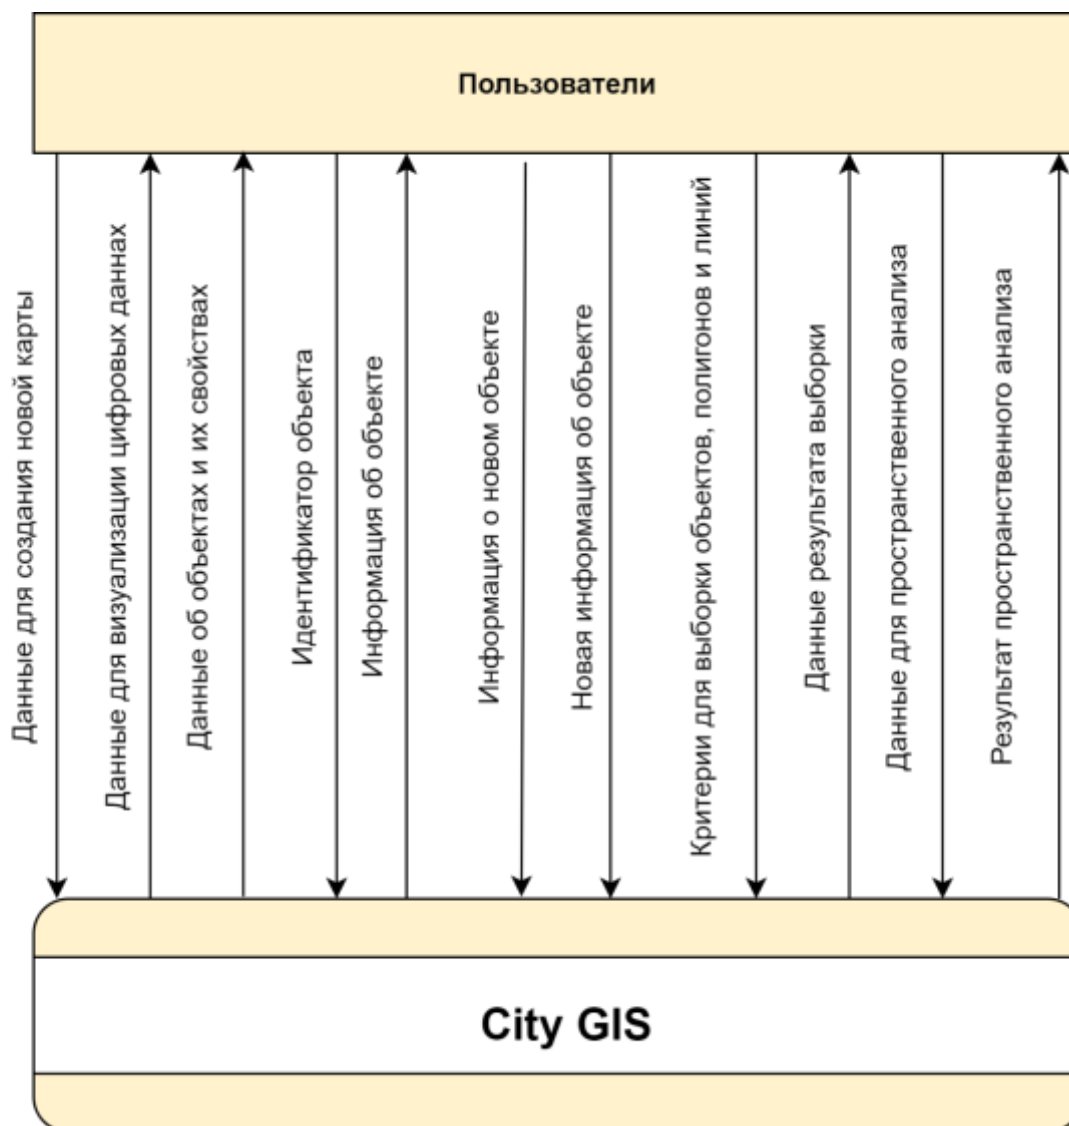 Пользователи
Данные для создания новой карты
Данные для визуализации цифровых даннах
Данные об объектах и их свойствах
Идентификатор объекта
Информация об объекте
Информация о новом объекте
Новая информация об объекте
Критерии для выборки объектов, полигонов и линий
Данные результата выборки
Данные для пространственного анализа
Результат пространственного анализа
City GIS